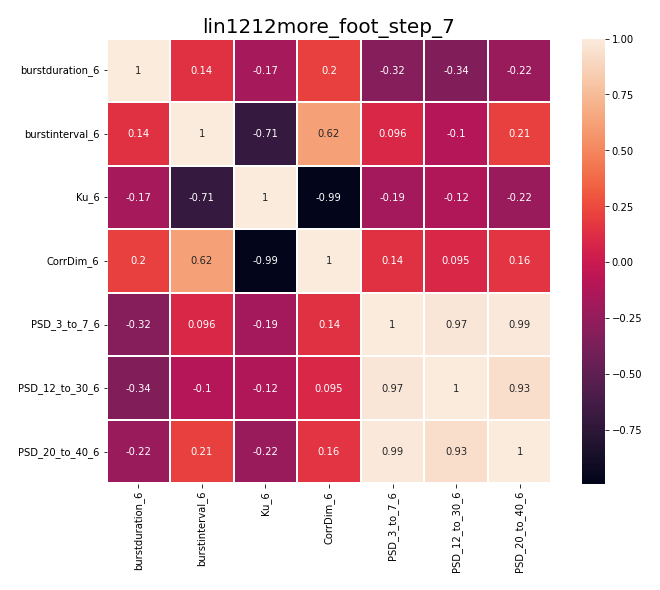 lin1212more_foot_step_7
burstduration_6 1 0.14 -0.17 0.2 -0.32 -0.34 -0.22
burstinterval_6 0.14 1 -0.71 0.62 0.096 -0.1 0.21
Ku_6 -0.17 -0.71 1 -0.99 -0.19 -0.12 -0.22
CorrDim_6 0.2 0.62 -0.99 1 0.14 0.095 0.16
PSD_3_to_7_6 -0.32 0.096 -0.19 0.14 1 0.97 0.99
PSD_12_to_30_6 -0.34 -0.1 -0.12 0.095 0.97 1 0.93
PSD_20_to_40_6 -0.22 0.21 -0.22 0.16 0.99 0.93 1
burstduration_6
burstinterval_6
Ku_6
CorrDim_6
PSD_3_to_7_6
PSD_12_to_30_6
PSD_20_to_40_6
1.00
0.75
0.50
0.25
0.00
−0.25
−0.50
−0.75